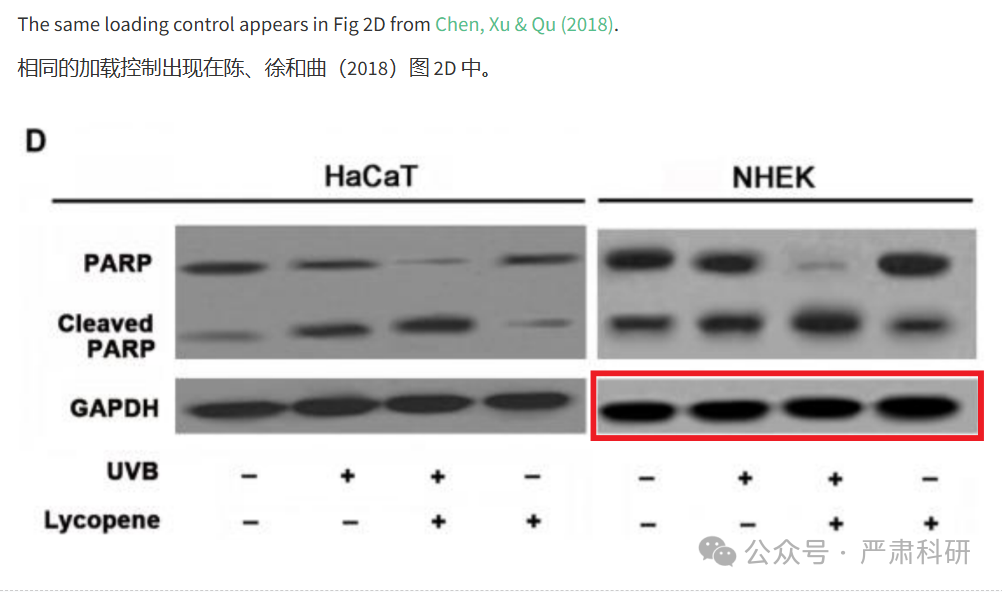 The same loading control appears in Fig 2D from Chen, Xu & Qu (2018).
相同的加载控制出现在陈、徐和曲（2018）图 2D 中。
D
HaCaT NHEK
PARP
Cleaved
PARP
GAPDH
UVB − + + − − + + −
Lycopene − − + + − − + +
公众号 · 严肃科研